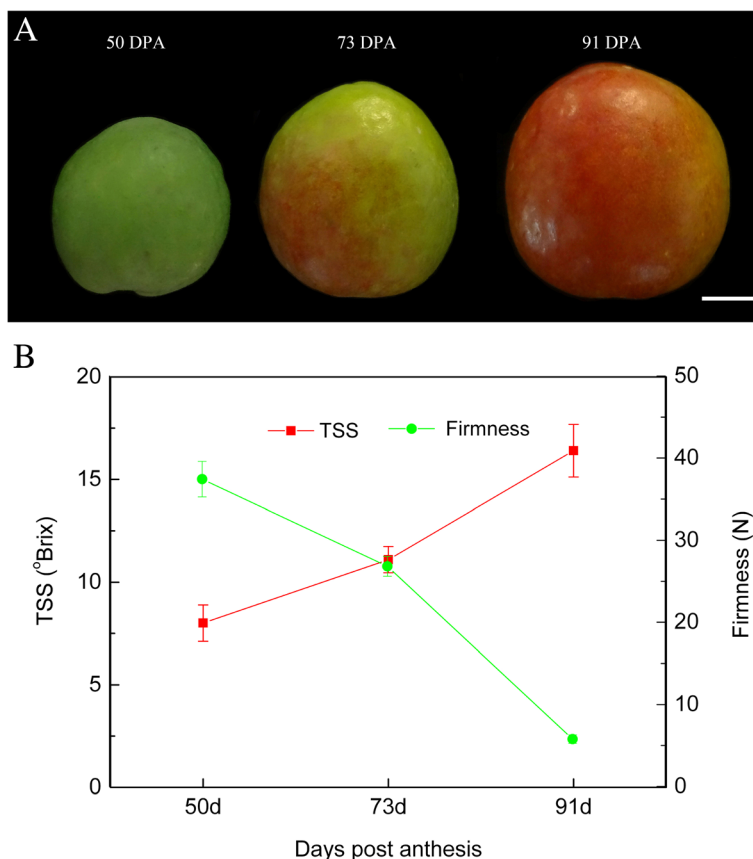 A
50 DPA
73 DPA
91 DPA
B
TSS
Firmness
TSS (°Brix)
20
15
10
5
0
Firmness (N)
50
40
30
20
10
0
50d
73d
91d
Days post anthesis